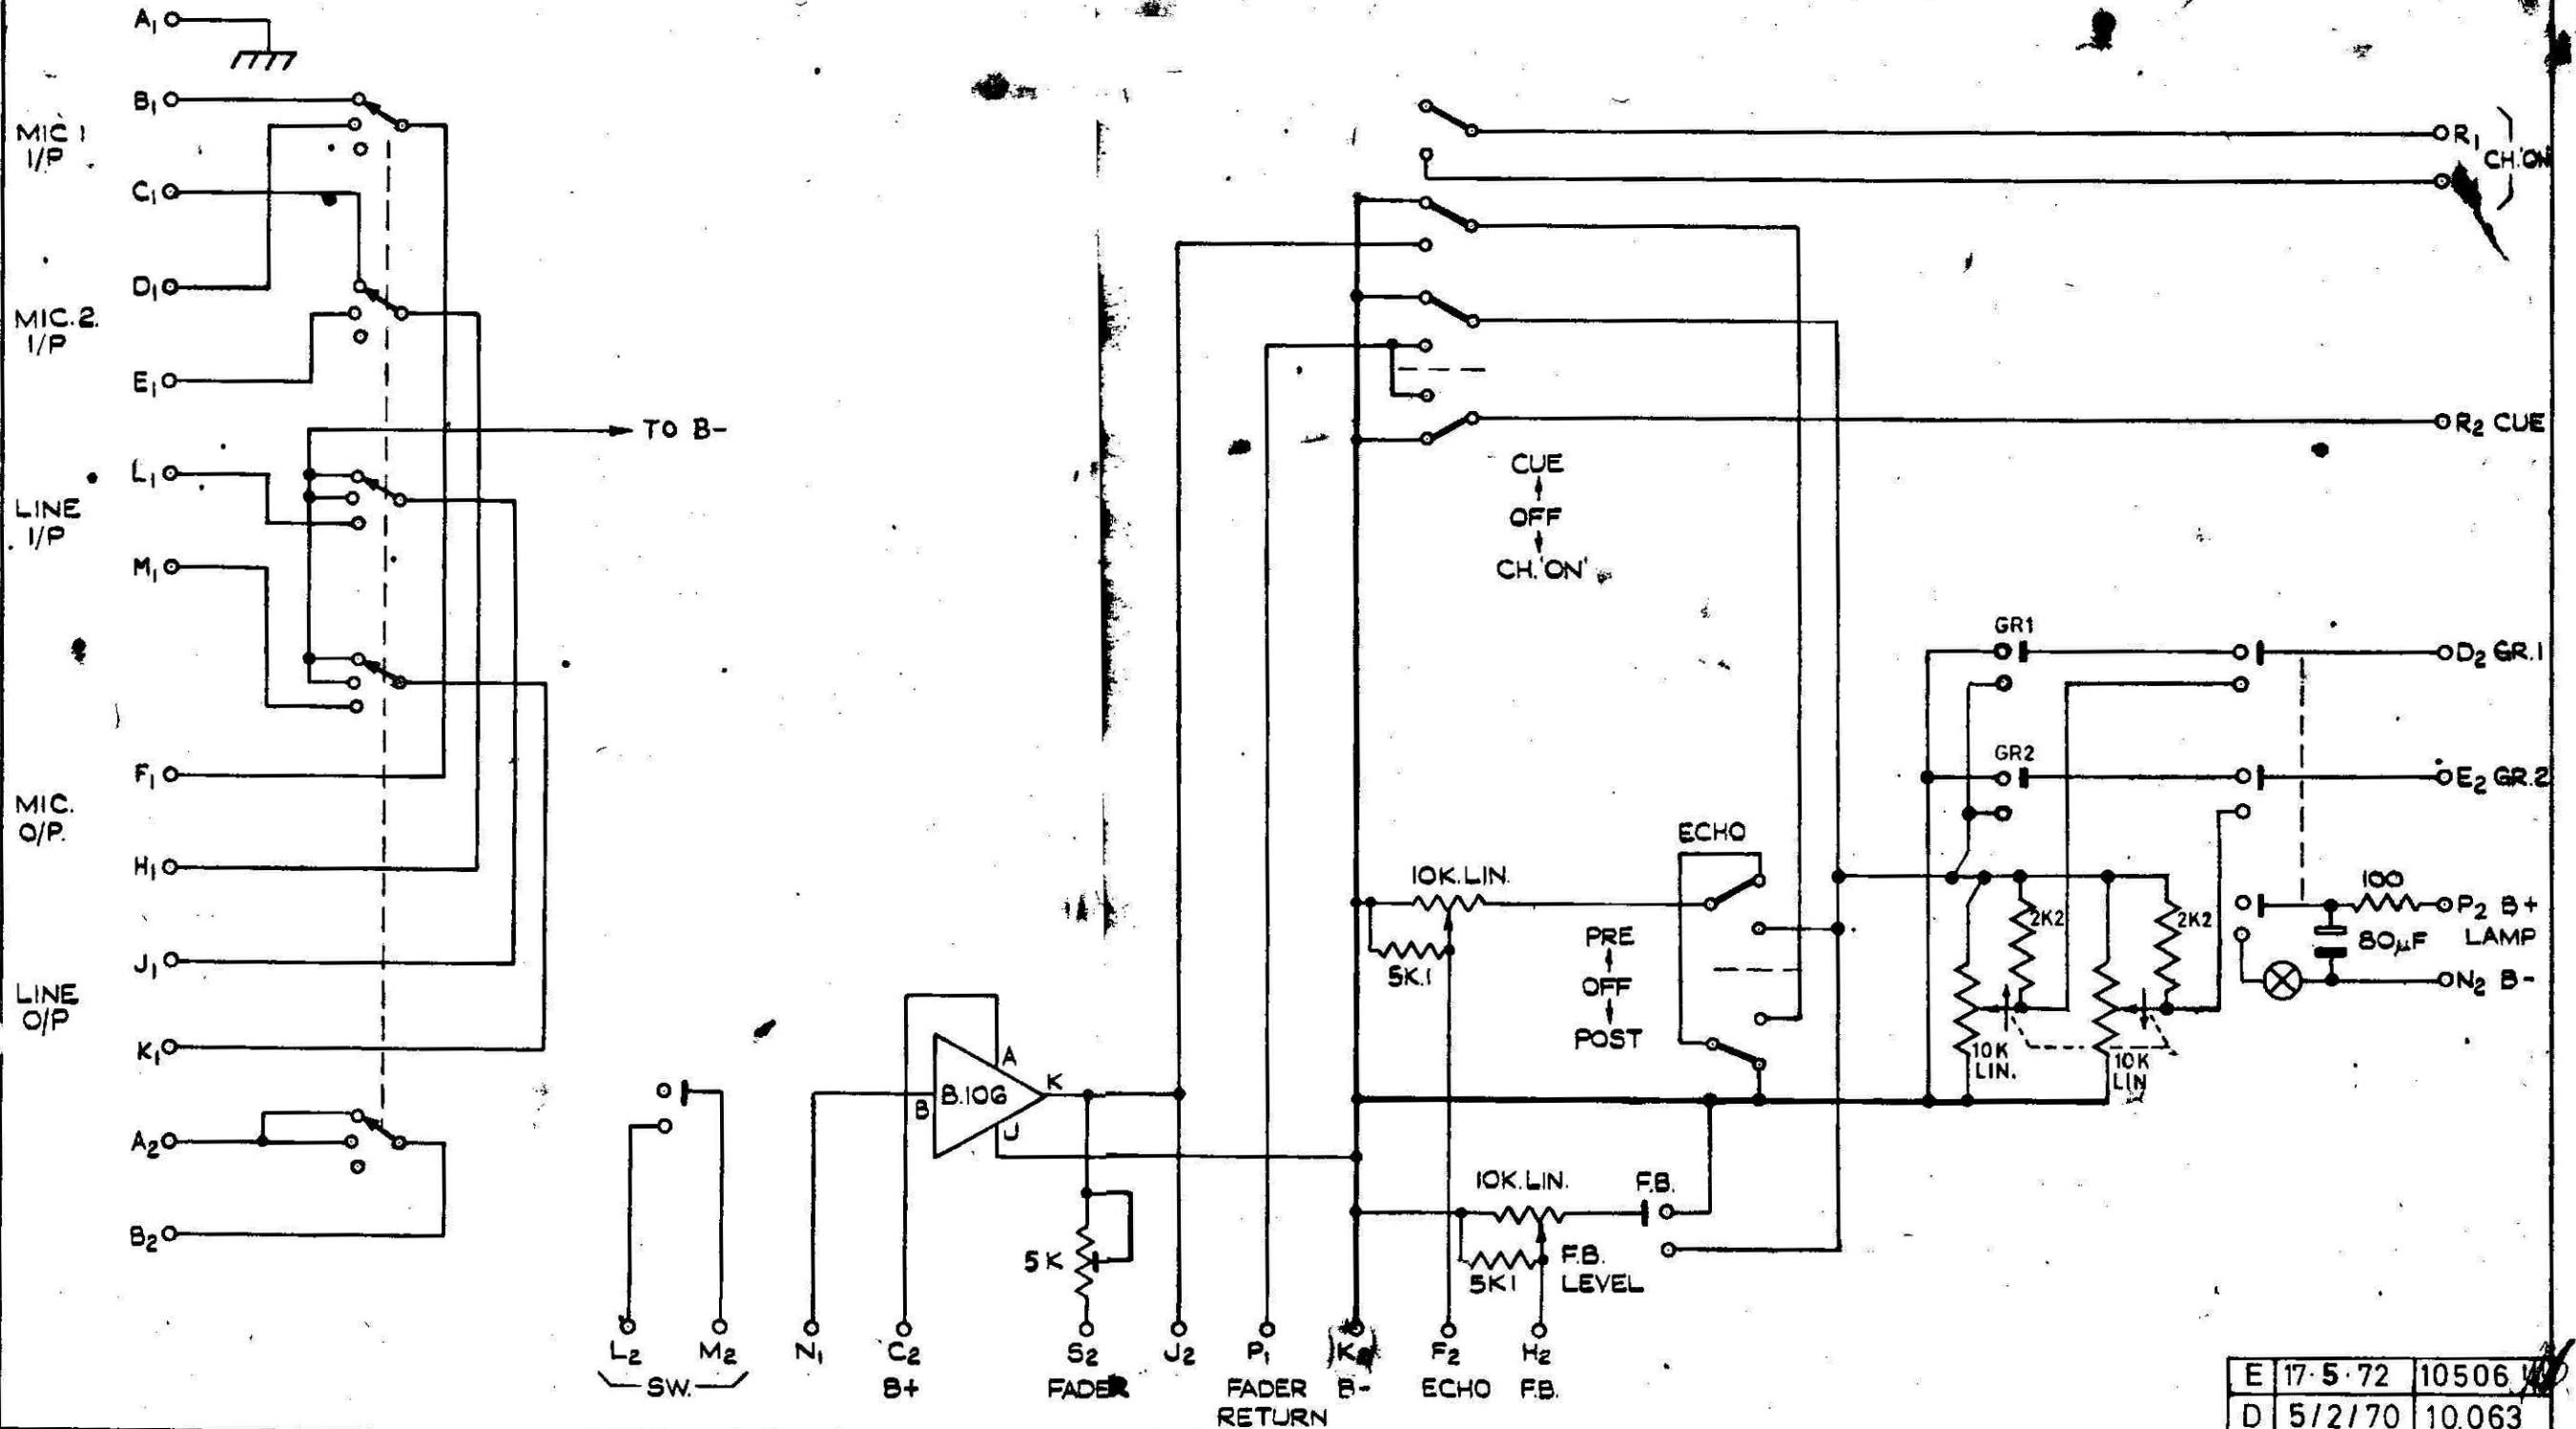 A1
B1
MIC 1
I/P
C1
D1
MIC.2.
I/P
E1
TO B-
L1
LINE
I/P
M1
F1
MIC.
O/P.
H1
J1
LINE
O/P
K1
A2
B2
L2
M2
SW.
N1
C2
B+
B.106
A
B
K
J
5K
S2
FADER
J2
P1
FADER
RETURN
B-
F2
ECHO
H2
F.B.
R1
CH.'ON
R2 CUE
CUE
OFF
CH.'ON'
GR1
D2 GR.1
GR2
E2 GR.2
ECHO
10K.LIN.
5K.1
PRE
OFF
POST
2K2
2K2
10K
LIN.
10K
LIN
100
P2 B+
LAMP
80µF
N2 B-
10K.LIN.
F.B.
5K1
F.B.
LEVEL
E 17·5·72 10506
D 5/2/70 10.063